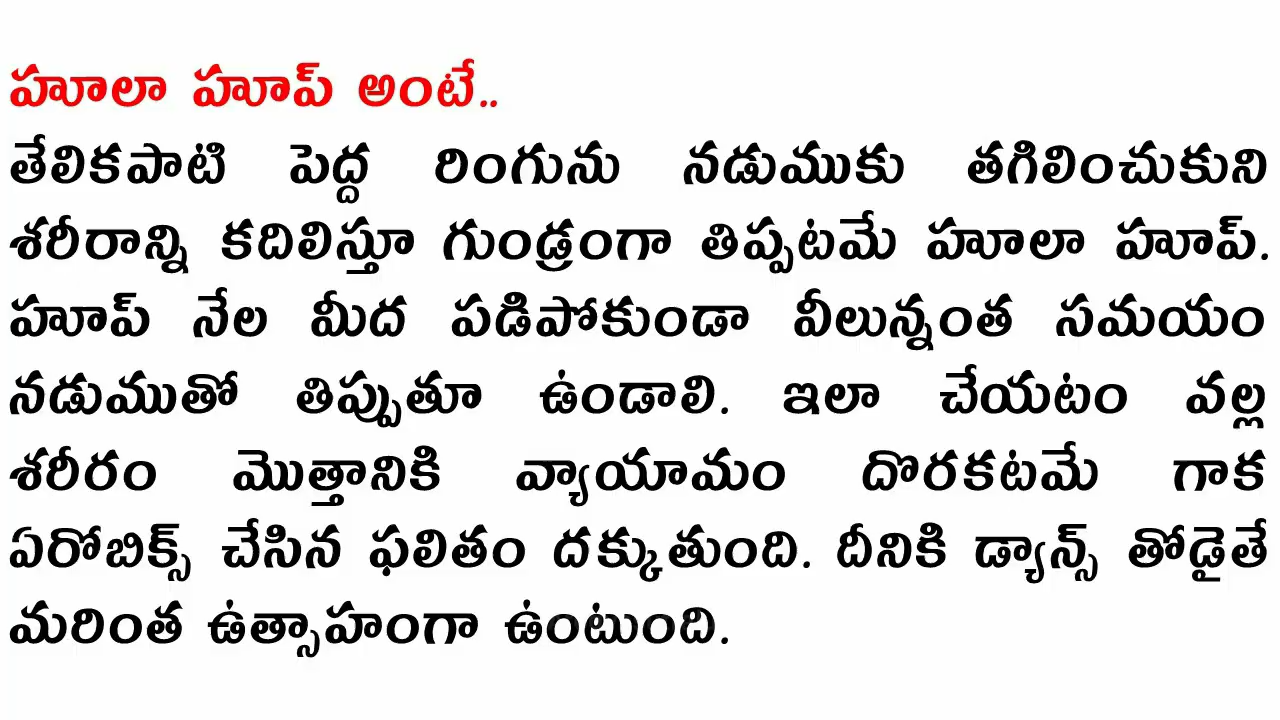 హూలా హూప్ అంటే..
తేలికపాటి పెద్ద రింగును నడుముకు తగిలించుకుని
శరీరాన్ని కదిలిస్తూ గుండ్రంగా తిప్పటమే హూలా హూప్.
హూప్ నేల మీద పడిపోకుండా వీలున్నంత సమయం
నడుముతో తిప్పుతూ ఉండాలి. ఇలా చేయటం వల్ల
శరీరం మొత్తానికి వ్యాయామం దొరకటమే గాక
ఏరోబిక్స్ చేసిన ఫలితం దక్కుతుంది. దీనికి డ్యాన్స్ తోడైతే
మరింత ఉత్సాహంగా ఉంటుంది.